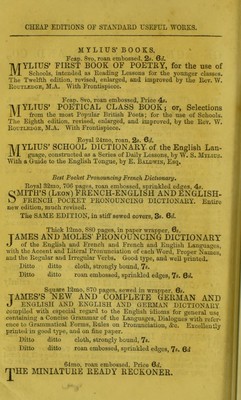 CHEAP EDITIONS OF STANDARD USEFUL WORKS.
MYLIUS' BOOKS.
Fcap. 8vo, roan embossed, 2s. 6d.
MYLIUS' FIRST BOOK OF POETRY, for the use of
Schools, intended as Reading Lessons for the younger classes.
The Twelfth edition, revised, enlarged, and improved by the Rev. W.
ROUTLEDGE, M.A. With Frontispieces.
Fcap. 8vo, roan embossed, Price 4s.
MYLIUS' POETICAL CLASS BOOK; or, Selections
from the most Popular British Poets; for the use of Schools.
The Eighth edition, revised, enlarged, and improved, by the Rev. W.
ROUTLEDGE, M.A. With Frontispieces.
Royal 24mo, roan, 2s. 6d.
MYLIUS' SCHOOL DICTIONARY of the English Lan-
guage, constructed as a Series of Daily Lessons, by W. S. MYLIUS.
With a Guide to the English Tongue, by E. BALDWIN, Esq.
Best Pocket Pronouncing French Dictionary.
Royal 32mo, 706 pages, roan embossed, sprinkled edges, 4s.
SMITH'S (LEON) FRENCH-ENGLISH AND ENGLISH-
FRENCH POCKET PRONOUNCING DICTIONARY. Entire
new edition, much revised.
The SAME EDITION, in stiff sewed covers, 3s. 6d.
Thick 12mo, 880 pages, in paper wrapper, 6s.
JAMES AND MOLES' PRONOUNCING DICTIONARY
of the English and French and French and English Languages,
with the Accent and Literal Pronunciation of each Word, Proper Names,
and the Regular and Irregular Verbs. Good type, and well printed.
Ditto ditto cloth, strongly bound, 7s.
Ditto ditto roan embossed, sprinkled edges, 7s. 6d.
Square 12mo, 870 pages, sewed in wrapper, 6s.
JAMES'S NEW AND COMPLETE GERMAN AND
ENGLISH AND ENGLISH AND GERMAN DICTIONARY
compiled with especial regard to the English idioms for general use
containing a Concise Grammar of the Languages, Dialogues with refer-
ence to Grammatical Forms, Rules on Pronunciation, &c. Excellently
printed in good type, and on fine paper.
Ditto ditto cloth, strongly bound, 7s.
Ditto ditto roan embossed, sprinkled edges, 7s. 6d
64mo, roan embossed, Price 6d.
THE MINIATURE READY RECKONER.